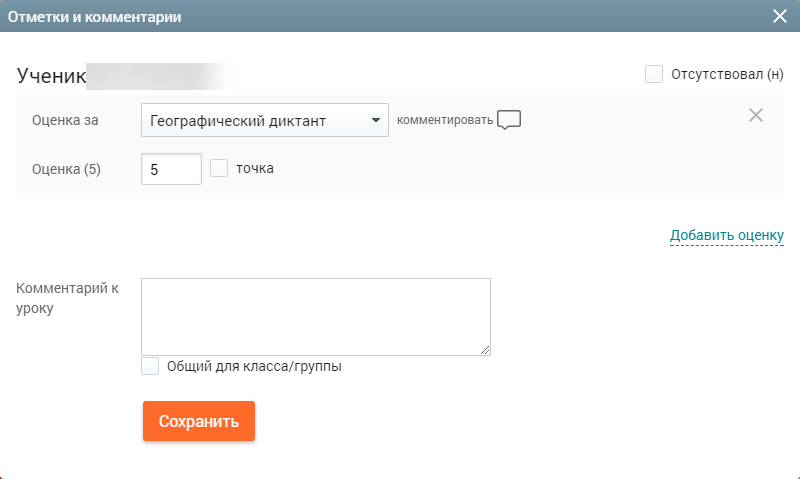 Отметки и комментарии
Ученик
Отсутствовал (н)
Оценка за
Географический диктант
комментировать
Оценка (5)
5
точка
Добавить оценку
Комментарий к
уроку
Общий для класса/группы
Сохранить